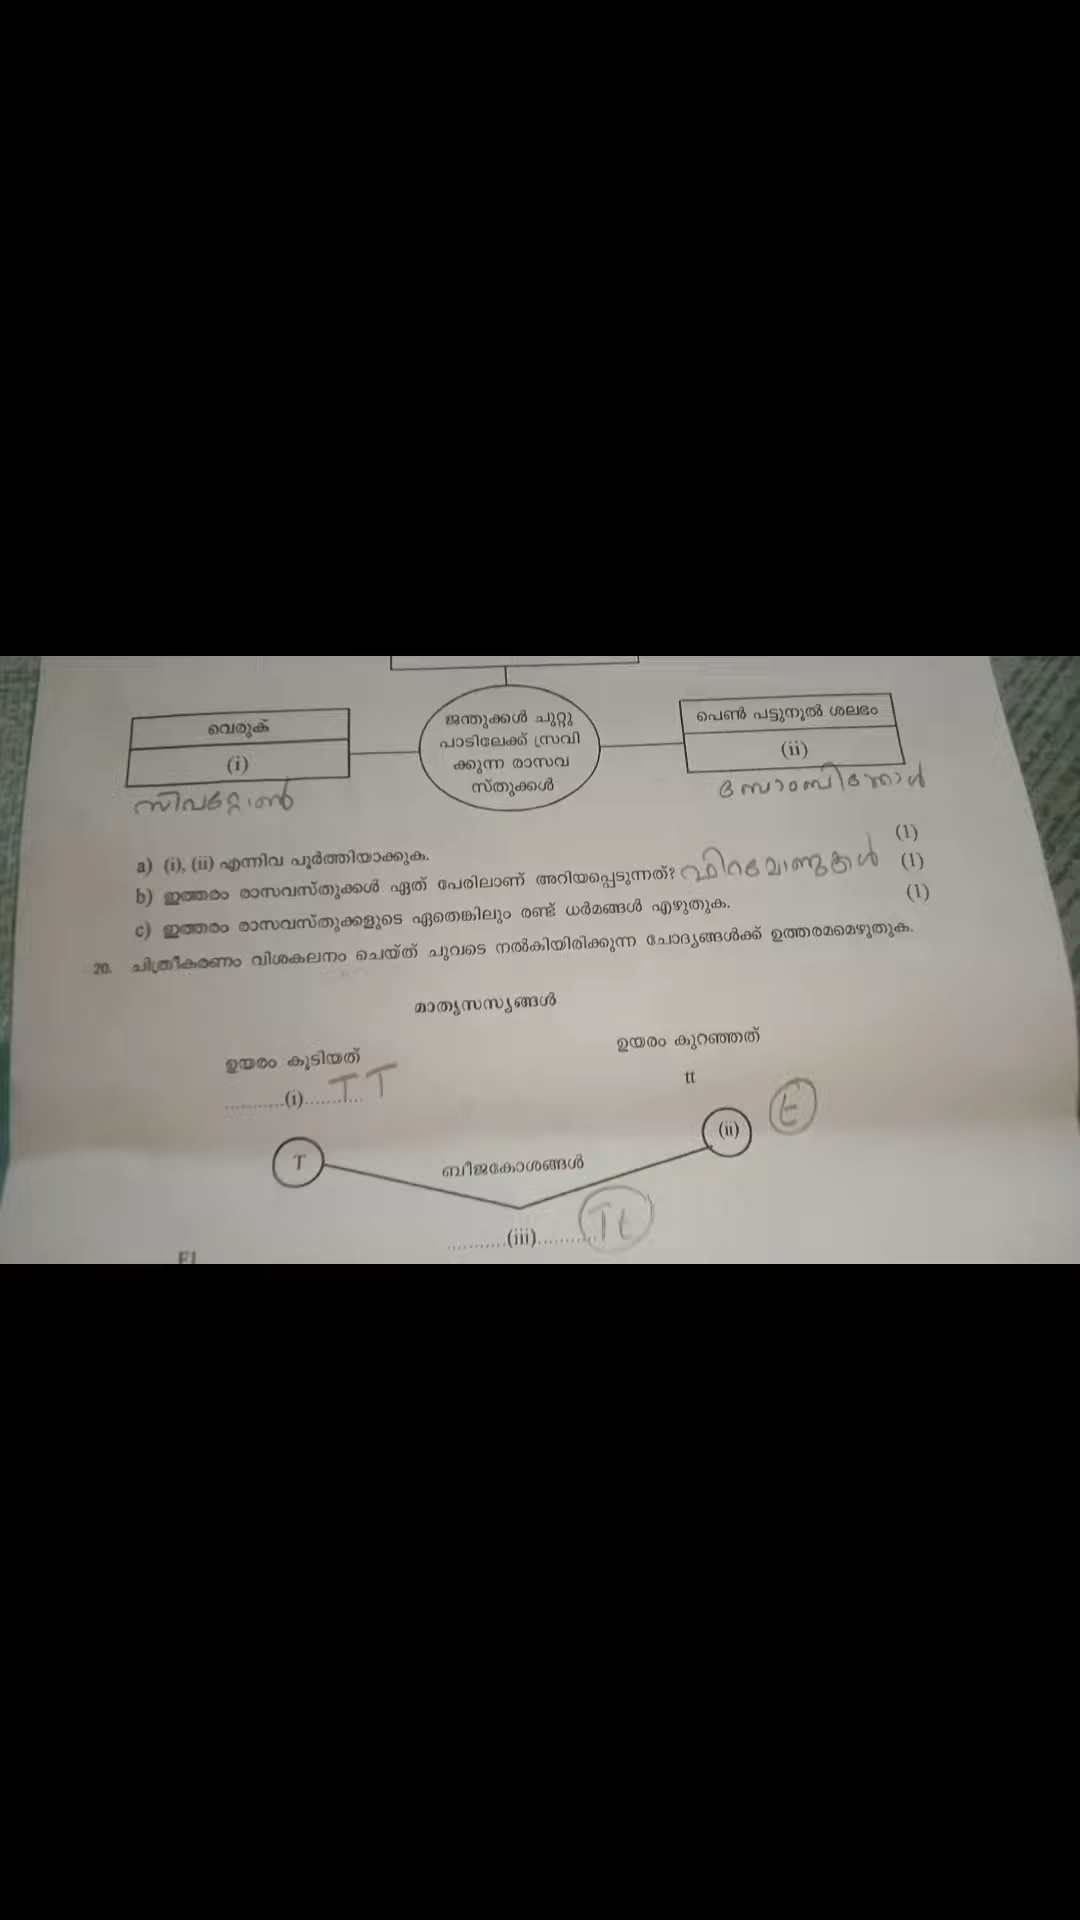 വെരുക്
(i)
സിവറ്റോൺ
ജന്തുക്കൾ ചുറ്റു
പാടിലേക്ക് സ്രവി
ക്കുന്ന രാസവ
സ്തുക്കൾ
പെൺ പട്ടുനൂൽ ശലഭം
(ii)
ബോംബിക്കോൾ
a) (i), (ii) എന്നിവ പൂർത്തിയാക്കുക. (1)
b) ഇത്തരം രാസവസ്തുക്കൾ ഏത് പേരിലാണ് അറിയപ്പെടുന്നത്? ഫിറമോണുകൾ (1)
c) ഇത്തരം രാസവസ്തുക്കളുടെ ഏതെങ്കിലും രണ്ട് ധർമങ്ങൾ എഴുതുക. (1)
20. ചിത്രീകരണം വിശകലനം ചെയ്ത് ചുവടെ നൽകിയിരിക്കുന്ന ചോദ്യങ്ങൾക്ക് ഉത്തരമമെഴുതുക.
മാതൃസസ്യങ്ങൾ
ഉയരം കൂടിയത് ഉയരം കുറഞ്ഞത്
...........(i)........... TT tt
T ബീജകോശങ്ങൾ (ii) t
...........(iii)........... Tt
F1